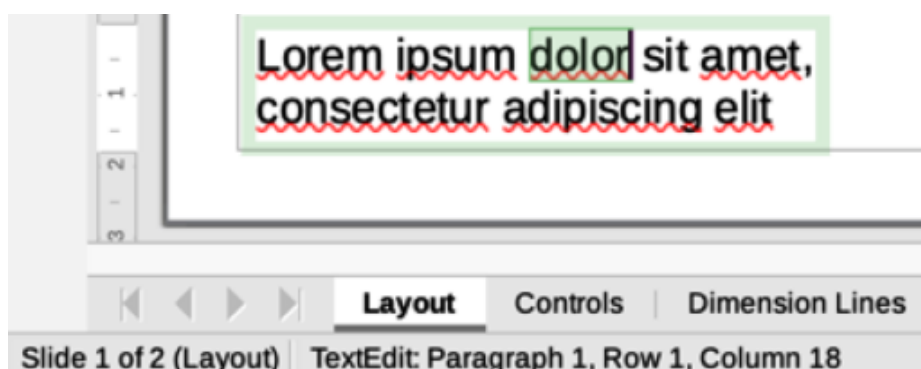 Lorem ipsum dolor sit amet,
consectetur adipiscing elit
1
2
3
Layout Controls Dimension Lines
Slide 1 of 2 (Layout) TextEdit: Paragraph 1, Row 1, Column 18